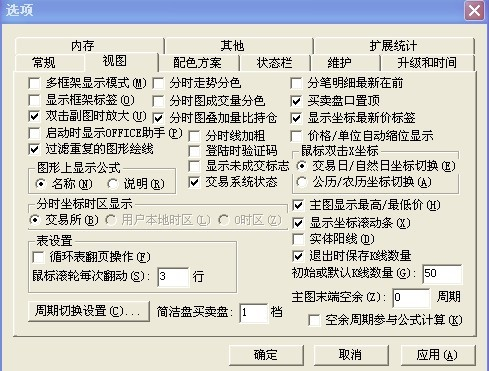 选项
内存 其他 扩展统计
常规 视图 配色方案 状态栏 维护 升级和时间
多框架显示模式(M) 分时走势分色 分笔明细最新在前
显示框架标签(O) 分时图成交量分色 买卖盘口置顶
双击副图时放大(U) 分时图叠加量比持仓 显示坐标最新价标签
启动时显示OFFICE助手(P) 分时线加粗 价格/单位自动缩位显示
过滤重复的图形绘线 登陆时验证码 鼠标双击X坐标
图形上显示公式 显示未成交标志 交易日/自然日坐标切换(E)
名称(N) 说明(R) 交易系统状态 公历/农历坐标切换(A)
分时坐标时区显示 主图显示最高/最低价(H)
交易所(B) 用户本地时区(L) 0时区(Z) 显示坐标滚动条(X)
表设置 实体阳线(D)
循环表翻页操作(F) 退出时保存K线数量
鼠标滚轮每次翻动(S): 3 行 初始或默认K线数量(G): 50
主图末端空余(Z): 0 周期
周期切换设置(C)... 简洁盘买卖盘: 1 档
空余周期参与公式计算(K)
确定 取消 应用(A)